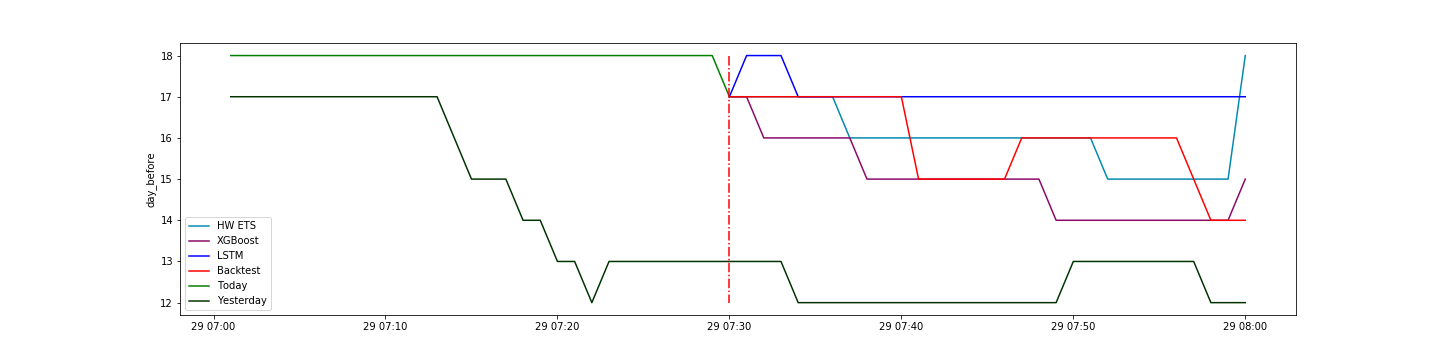 18
17
16
15
14
13
12
day_before
HW ETS
XGBoost
LSTM
Backtest
Today
Yesterday
29 07:00 29 07:10 29 07:20 29 07:30 29 07:40 29 07:50 29 08:00